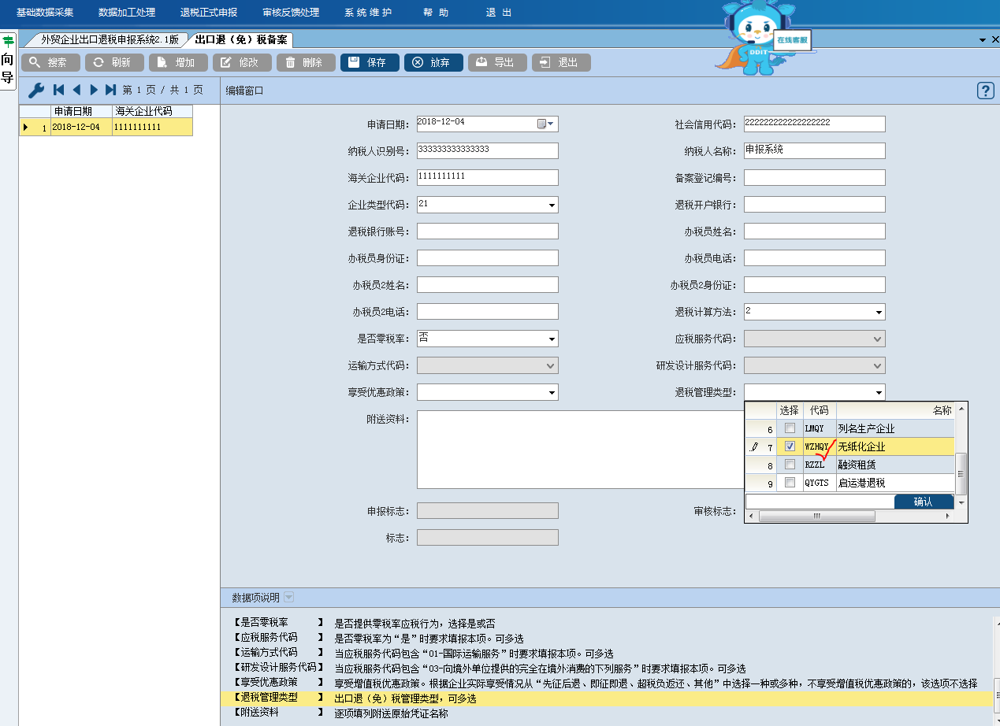 基础数据采集 数据加工处理 退税正式申报 审核反馈处理 系统维护 帮助 退出
在线客服
DDIT
向导
外贸企业出口退税申报系统2.1版 出口退（免）税备案
搜索 刷新 增加 修改 删除 保存 放弃 导出 退出
第 1 页 / 共 1 页 编辑窗口 ?
申请日期 海关企业代码
1 2018-12-04 1111111111
申请日期: 2018-12-04 社会信用代码: 222222222222222222
纳税人识别号: 333333333333333 纳税人名称: 申报系统
海关企业代码: 1111111111 备案登记编号:
企业类型代码: 21 退税开户银行:
退税银行账号: 办税员姓名:
办税员身份证: 办税员电话:
办税员2姓名: 办税员2身份证:
办税员2电话: 退税计算方法: 2
是否零税率: 否 应税服务代码:
运输方式代码: 研发设计服务代码:
享受优惠政策: 退税管理类型:
附送资料:
选择 代码 名称
6 LMQY 列名生产企业
7 WZHQY 无纸化企业
8 RZZL 融资租赁
9 QYGTS 启运港退税
确认
申报标志: 审核标志:
标志:
数据项说明
【是否零税率 】 是否提供零税率应税行为，选择是或否
【应税服务代码 】 是否零税率为“是”时要求填报本项。可多选
【运输方式代码 】 当应税服务代码包含“01-国际运输服务”时要求填报本项。可多选
【研发设计服务代码】 当应税服务代码包含“03-向境外单位提供的完全在境外消费的下列服务”时要求填报本项。可多选
【享受优惠政策 】 享受增值税优惠政策。根据企业实际享受情况从“先征后退、即征即退、超税负返还、其他”中选择一种或多种，不享受增值税优惠政策的，该选项不选择
【退税管理类型 】 出口退（免）税管理类型，可多选
【附送资料 】 逐项填列附送原始凭证名称